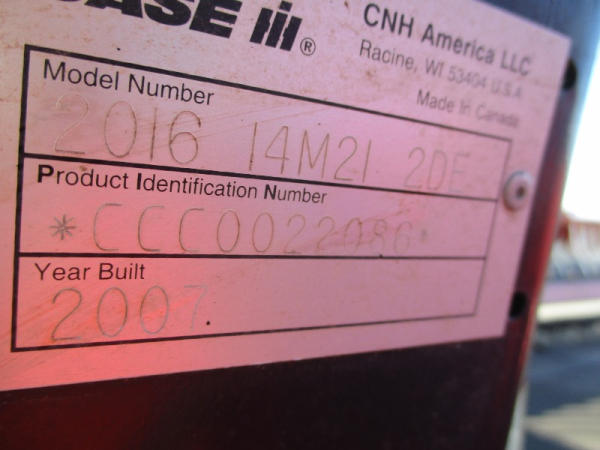 CASE III®
CNH America LLC
Racine, WI 53404 U.S.A.
Made In Canada
Model Number
2016 14M21 2DF
Product Identification Number
*CCC0022086*
Year Built
2007